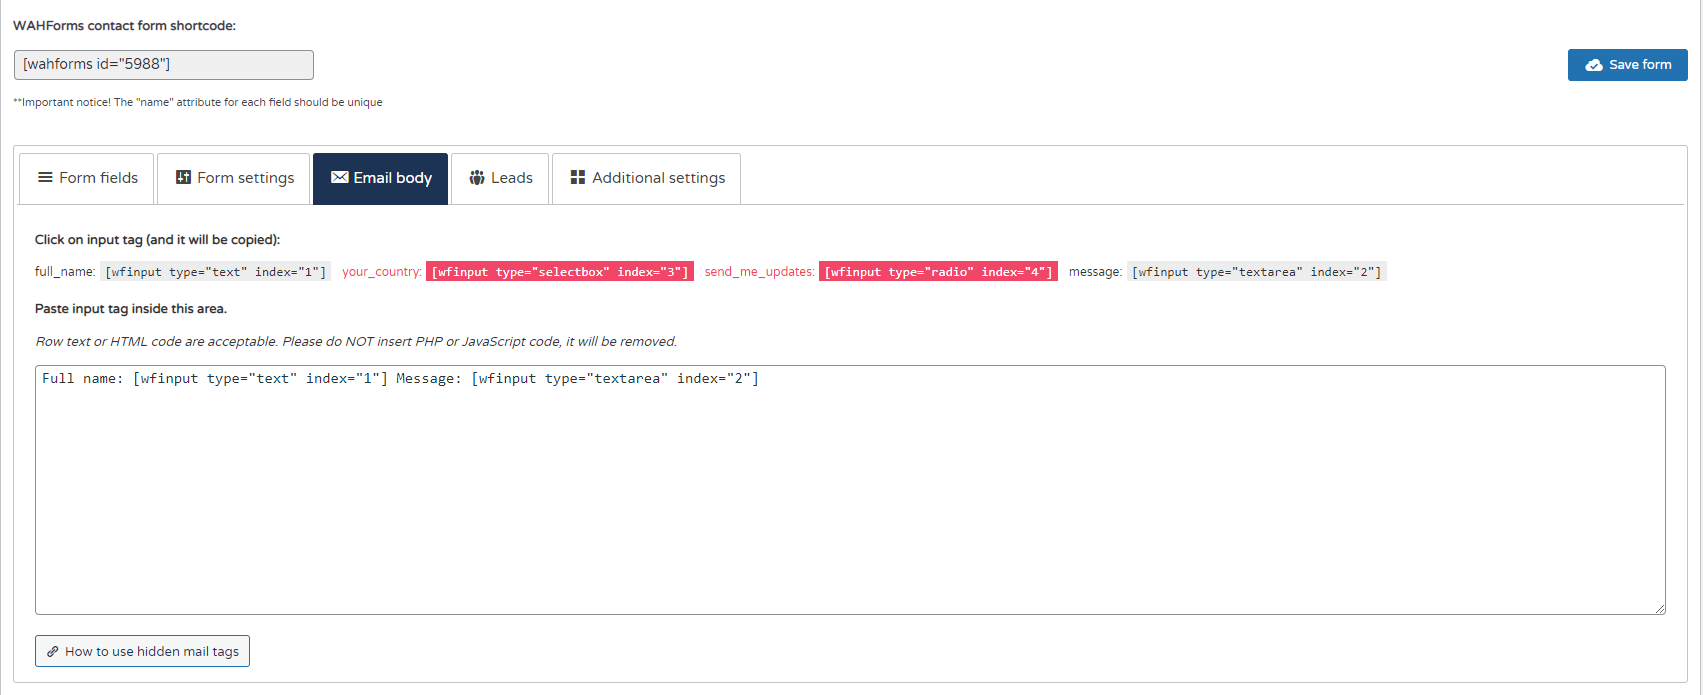 WAHForms contact form shortcode:
[wahforms id="5988"]
Save form
**Important notice! The "name" attribute for each field should be unique
Form fields Form settings Email body Leads Additional settings
Click on input tag (and it will be copied):
full_name: [wfinput type="text" index="1"] your_country: [wfinput type="selectbox" index="3"] send_me_updates: [wfinput type="radio" index="4"] message: [wfinput type="textarea" index="2"]
Paste input tag inside this area.
Row text or HTML code are acceptable. Please do NOT insert PHP or JavaScript code, it will be removed.
Full name: [wfinput type="text" index="1"] Message: [wfinput type="textarea" index="2"]
How to use hidden mail tags